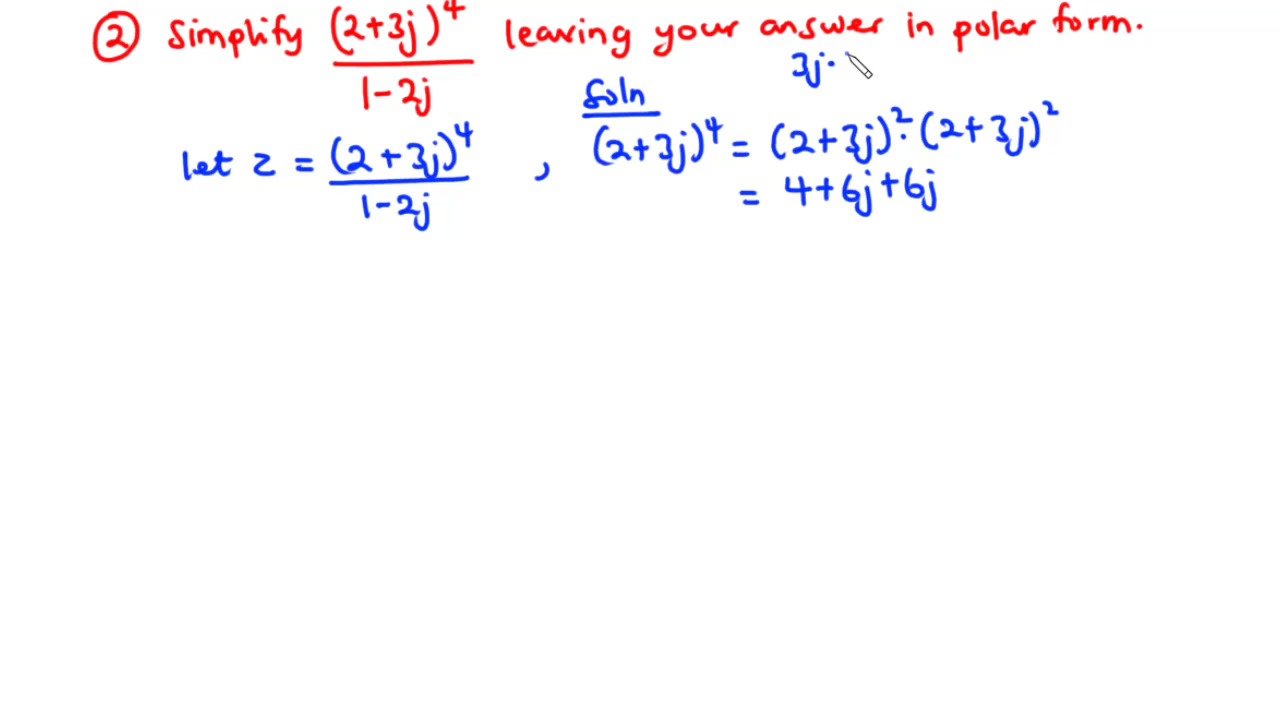 ② Simplify (2+3j)⁴ leaving your answer in polar form.
1-2j
3j·
Soln
let z = (2+3j)⁴ , (2+3j)⁴ = (2+3j)²·(2+3j)²
1-2j
= 4+6j+6j